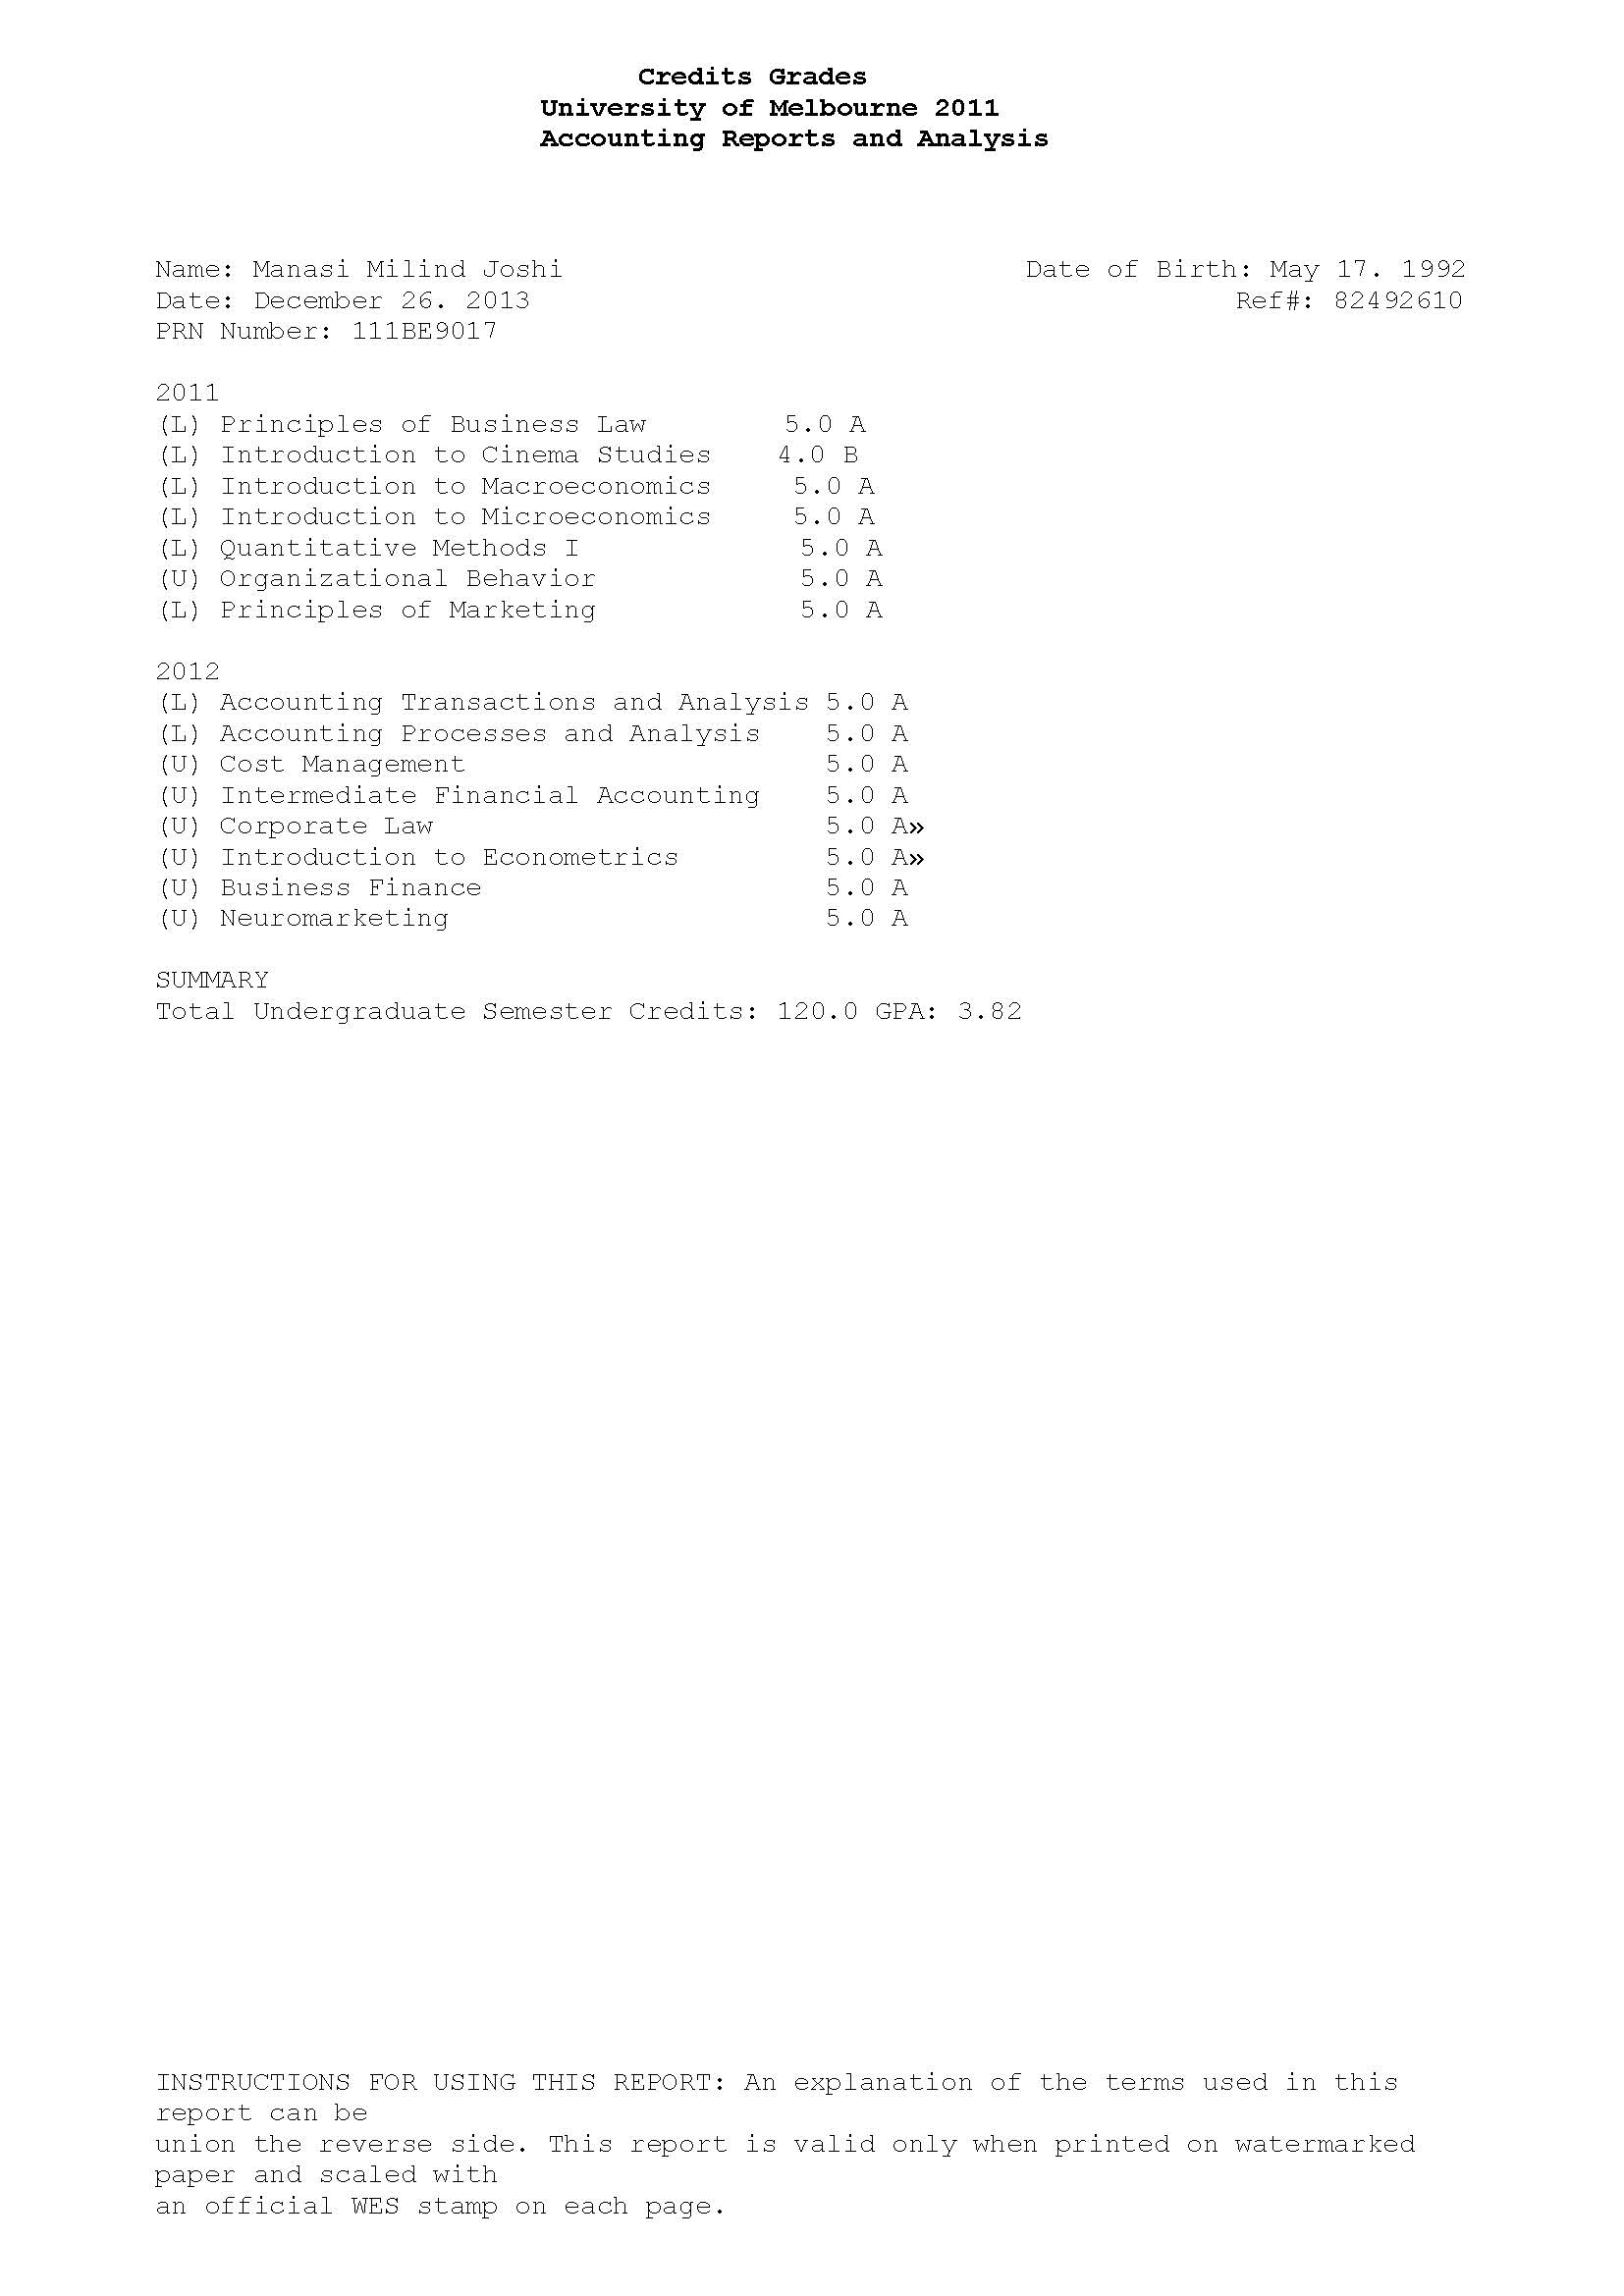 Credits Grades
University of Melbourne 2011
Accounting Reports and Analysis
Name: Manasi Milind Joshi Date of Birth: May 17. 1992
Date: December 26. 2013 Ref#: 82492610
PRN Number: 111BE9017
2011
(L) Principles of Business Law 5.0 A
(L) Introduction to Cinema Studies 4.0 B
(L) Introduction to Macroeconomics 5.0 A
(L) Introduction to Microeconomics 5.0 A
(L) Quantitative Methods I 5.0 A
(U) Organizational Behavior 5.0 A
(L) Principles of Marketing 5.0 A
2012
(L) Accounting Transactions and Analysis 5.0 A
(L) Accounting Processes and Analysis 5.0 A
(U) Cost Management 5.0 A
(U) Intermediate Financial Accounting 5.0 A
(U) Corporate Law 5.0 A»
(U) Introduction to Econometrics 5.0 A»
(U) Business Finance 5.0 A
(U) Neuromarketing 5.0 A
SUMMARY
Total Undergraduate Semester Credits: 120.0 GPA: 3.82
INSTRUCTIONS FOR USING THIS REPORT: An explanation of the terms used in this
report can be
union the reverse side. This report is valid only when printed on watermarked
paper and scaled with
an official WES stamp on each page.